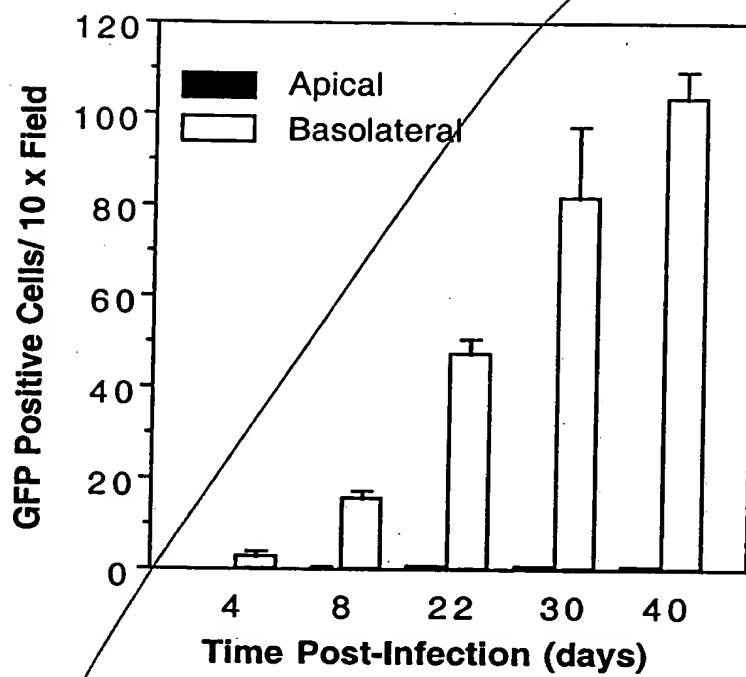 120
100
80
60
40
20
0
GFP Positive Cells/ 10 x Field
Apical
Basolateral
4 8 22 30 40
Time Post-Infection (days)